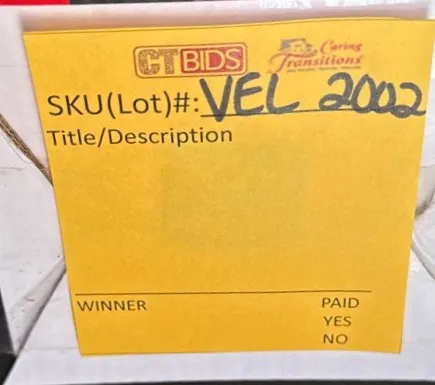 CTBIDS
Caring
Transitions
SKU(Lot)#: VEL 2002
Title/Description
WINNER PAID
YES
NO